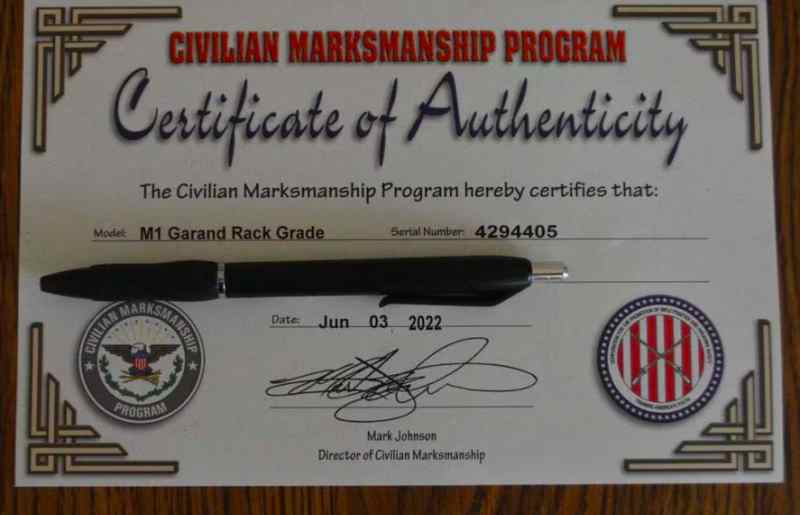 CIVILIAN MARKSMANSHIP PROGRAM
Certificate of Authenticity
The Civilian Marksmanship Program hereby certifies that:
Model: M1 Garand Rack Grade Serial Number: 4294405
Date: Jun 03 2022
CIVILIAN MARKSMANSHIP
PROGRAM
Mark Johnson
Director of Civilian Marksmanship